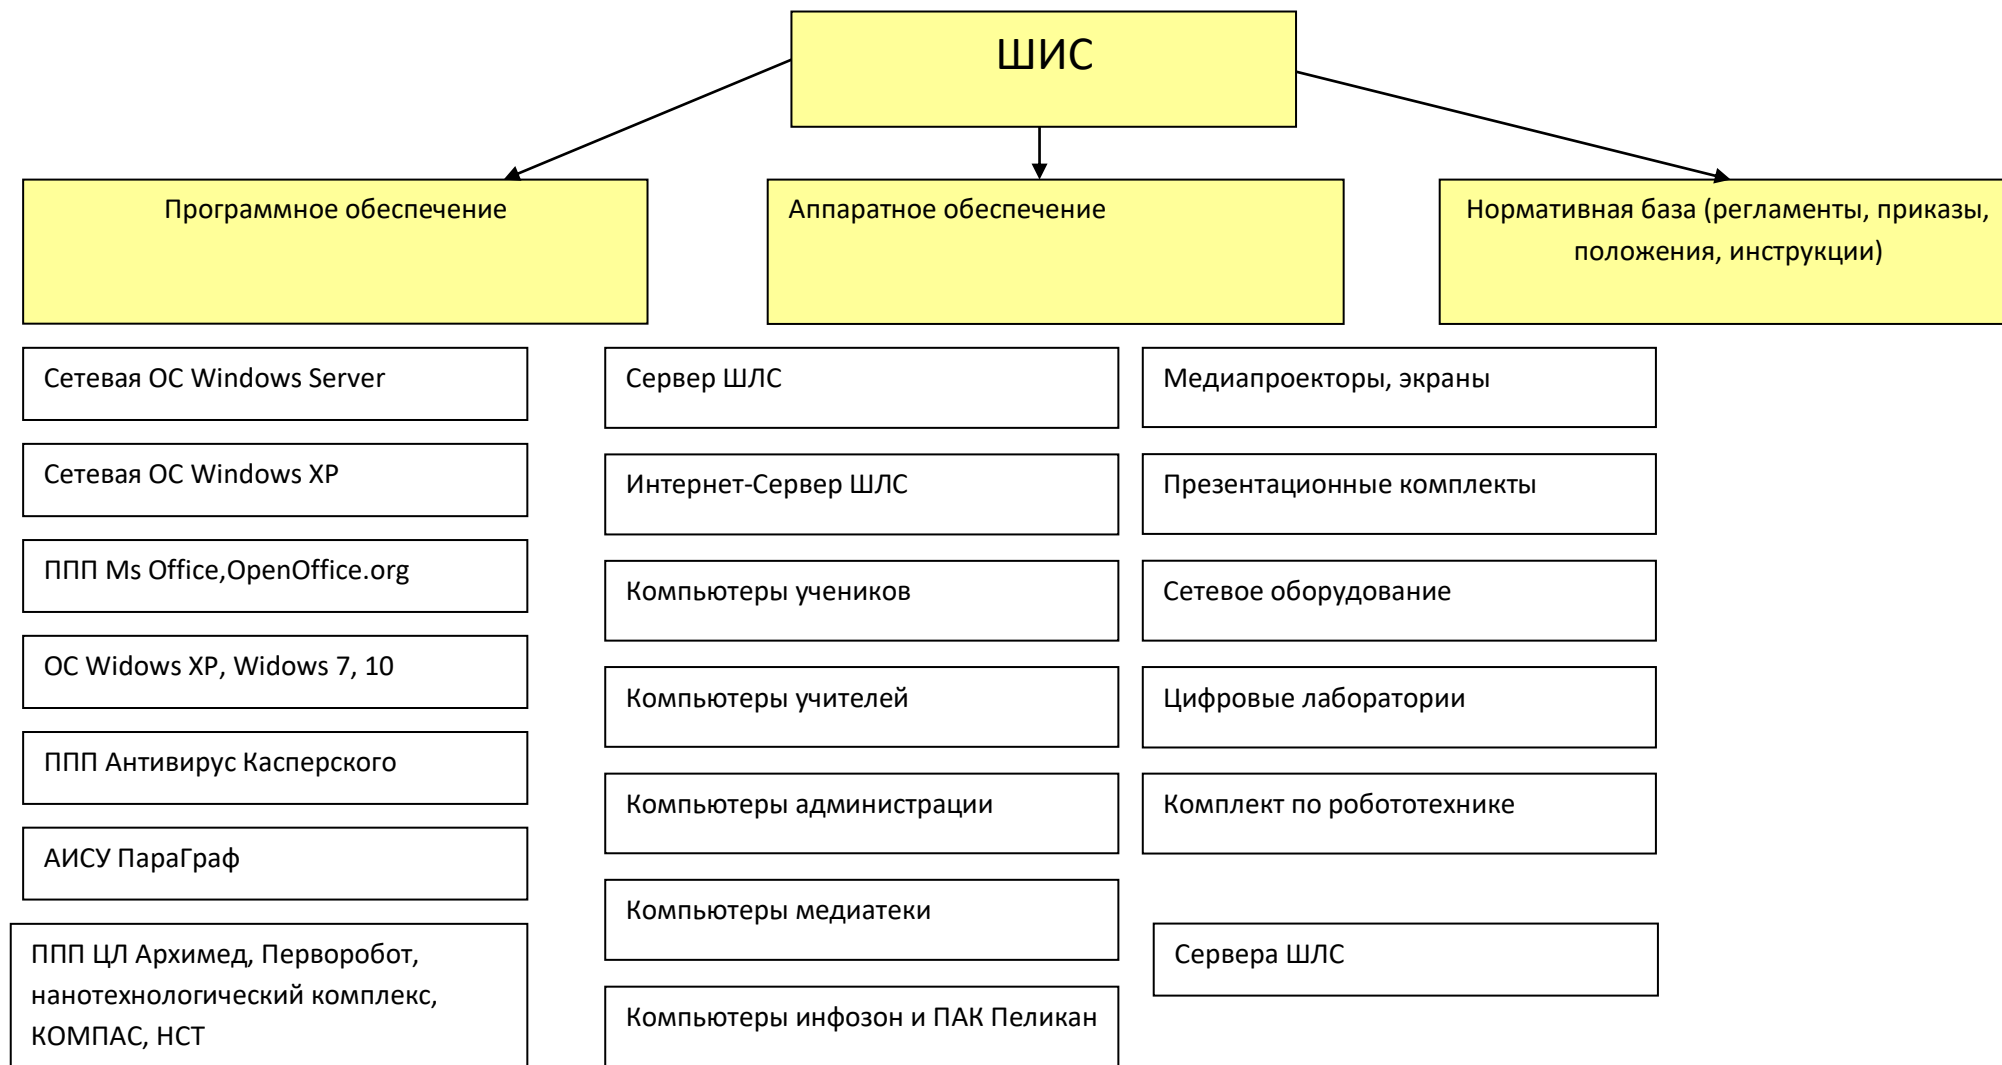 ШИС
Программное обеспечение
Аппаратное обеспечение
Нормативная база (регламенты, приказы,
положения, инструкции)
Сетевая ОС Windows Server
Сетевая ОС Windows XP
ППП Ms Office,OpenOffice.org
ОС Widows XP, Widows 7, 10
ППП Антивирус Касперского
АИСУ ПараГраф
ППП ЦЛ Архимед, Перворобот,
нанотехнологический комплекс,
КОМПАС, НСТ
Сервер ШЛС
Интернет-Сервер ШЛС
Компьютеры учеников
Компьютеры учителей
Компьютеры администрации
Компьютеры медиатеки
Компьютеры инфозон и ПАК Пеликан
Медиапроекторы, экраны
Презентационные комплекты
Сетевое оборудование
Цифровые лаборатории
Комплект по робототехнике
Сервера ШЛС